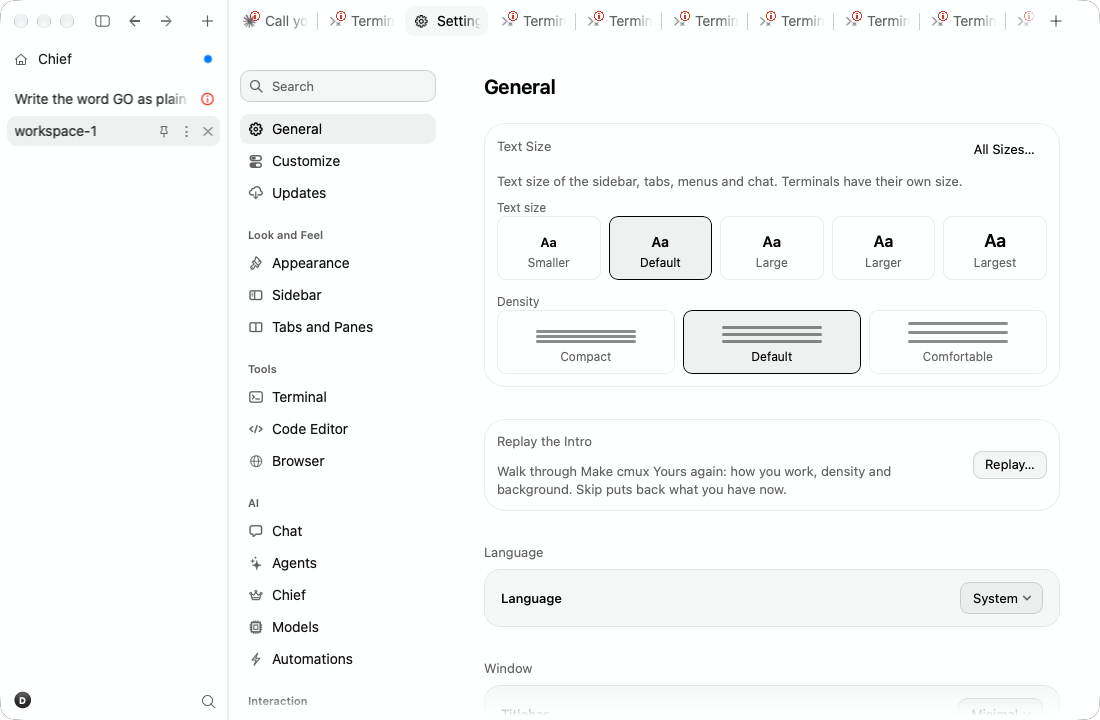 Call yo
Termin
Setting
Termin
Termin
Termin
Termin
Termin
Termin
Chief
Write the word GO as plain
workspace-1
D
Search
General
Customize
Updates
Look and Feel
Appearance
Sidebar
Tabs and Panes
Tools
Terminal
Code Editor
Browser
AI
Chat
Agents
Chief
Models
Automations
Interaction
General
Text Size
All Sizes...
Text size of the sidebar, tabs, menus and chat. Terminals have their own size.
Text size
Aa Aa Aa Aa Aa
Smaller Default Large Larger Largest
Density
Compact Default Comfortable
Replay the Intro
Walk through Make cmux Yours again: how you work, density and
background. Skip puts back what you have now.
Replay...
Language
Language
System
Window
Titlebar
Minimal